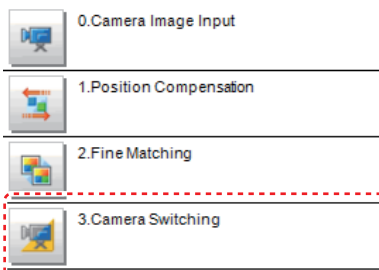 0.Camera Image Input
1.Position Compensation
2.Fine Matching
3.Camera Switching